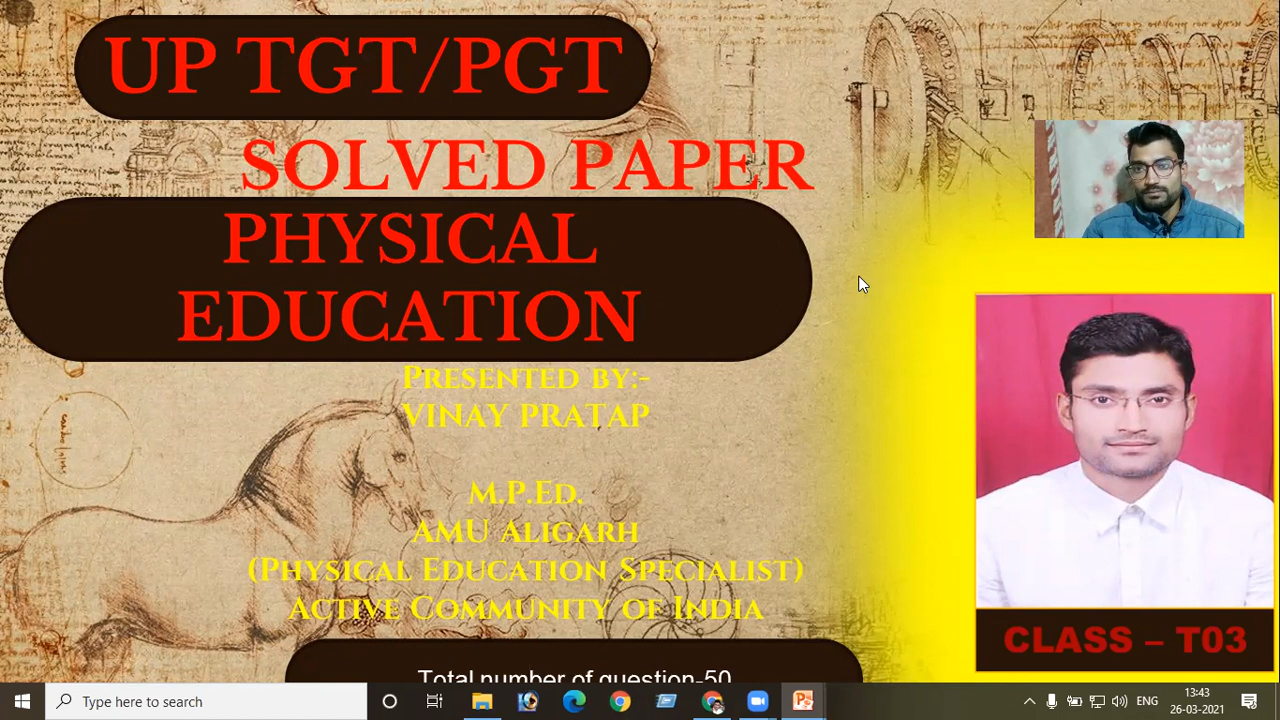 UP TGT/PGT
SOLVED PAPER
PHYSICAL
EDUCATION
PRESENTED BY:-
VINAY PRATAP
M.P.ED.
AMU ALIGARH
(PHYSICAL EDUCATION SPECIALIST)
ACTIVE COMMUNITY OF INDIA
Total number of question-50
CLASS – T03
Type here to search
ENG
13:43
26-03-2021